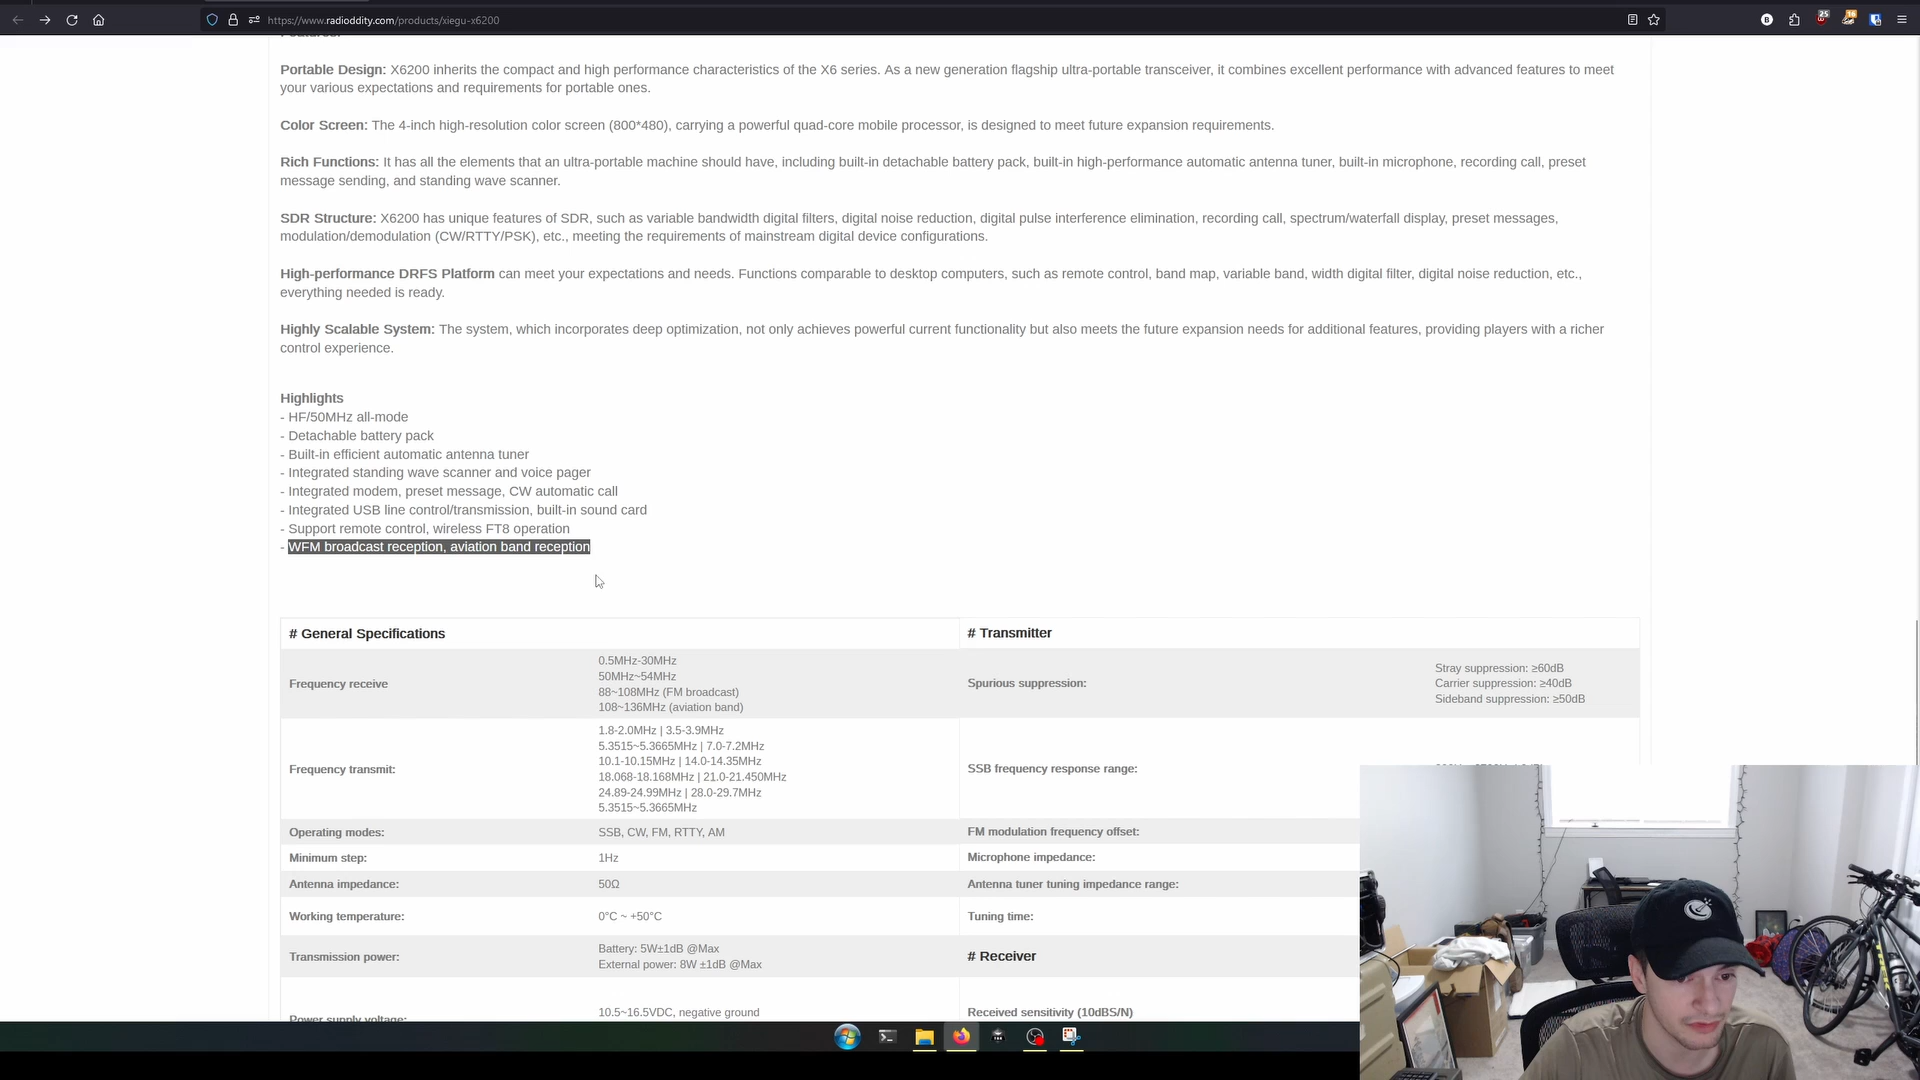 https://www.radioddity.com/products/xiegu-x6200
25
16
Features:
Portable Design: X6200 inherits the compact and high performance characteristics of the X6 series. As a new generation flagship ultra-portable transceiver, it combines excellent performance with advanced features to meet
your various expectations and requirements for portable ones.
Color Screen: The 4-inch high-resolution color screen (800*480), carrying a powerful quad-core mobile processor, is designed to meet future expansion requirements.
Rich Functions: It has all the elements that an ultra-portable machine should have, including built-in detachable battery pack, built-in high-performance automatic antenna tuner, built-in microphone, recording call, preset
message sending, and standing wave scanner.
SDR Structure: X6200 has unique features of SDR, such as variable bandwidth digital filters, digital noise reduction, digital pulse interference elimination, recording call, spectrum/waterfall display, preset messages,
modulation/demodulation (CW/RTTY/PSK), etc., meeting the requirements of mainstream digital device configurations.
High-performance DRFS Platform can meet your expectations and needs. Functions comparable to desktop computers, such as remote control, band map, variable band, width digital filter, digital noise reduction, etc.,
everything needed is ready.
Highly Scalable System: The system, which incorporates deep optimization, not only achieves powerful current functionality but also meets the future expansion needs for additional features, providing players with a richer
control experience.
Highlights
- HF/50MHz all-mode
- Detachable battery pack
- Built-in efficient automatic antenna tuner
- Integrated standing wave scanner and voice pager
- Integrated modem, preset message, CW automatic call
- Integrated USB line control/transmission, built-in sound card
- Support remote control, wireless FT8 operation
- WFM broadcast reception, aviation band reception
# General Specifications
# Transmitter
Frequency receive
0.5MHz-30MHz
50MHz~54MHz
88~108MHz (FM broadcast)
108~136MHz (aviation band)
Spurious suppression:
Stray suppression: ≥60dB
Carrier suppression: ≥40dB
Sideband suppression: ≥50dB
Frequency transmit:
1.8-2.0MHz | 3.5-3.9MHz
5.3515~5.3665MHz | 7.0-7.2MHz
10.1-10.15MHz | 14.0-14.35MHz
18.068-18.168MHz | 21.0-21.450MHz
24.89-24.99MHz | 28.0-29.7MHz
5.3515~5.3665MHz
SSB frequency response range:
Operating modes:
SSB, CW, FM, RTTY, AM
FM modulation frequency offset:
Minimum step:
1Hz
Microphone impedance:
Antenna impedance:
50Ω
Antenna tuner tuning impedance range:
Working temperature:
0°C ~ +50°C
Tuning time:
Transmission power:
Battery: 5W±1dB @Max
External power: 8W ±1dB @Max
# Receiver
Power supply voltage:
10.5~16.5VDC, negative ground
Received sensitivity (10dBS/N)